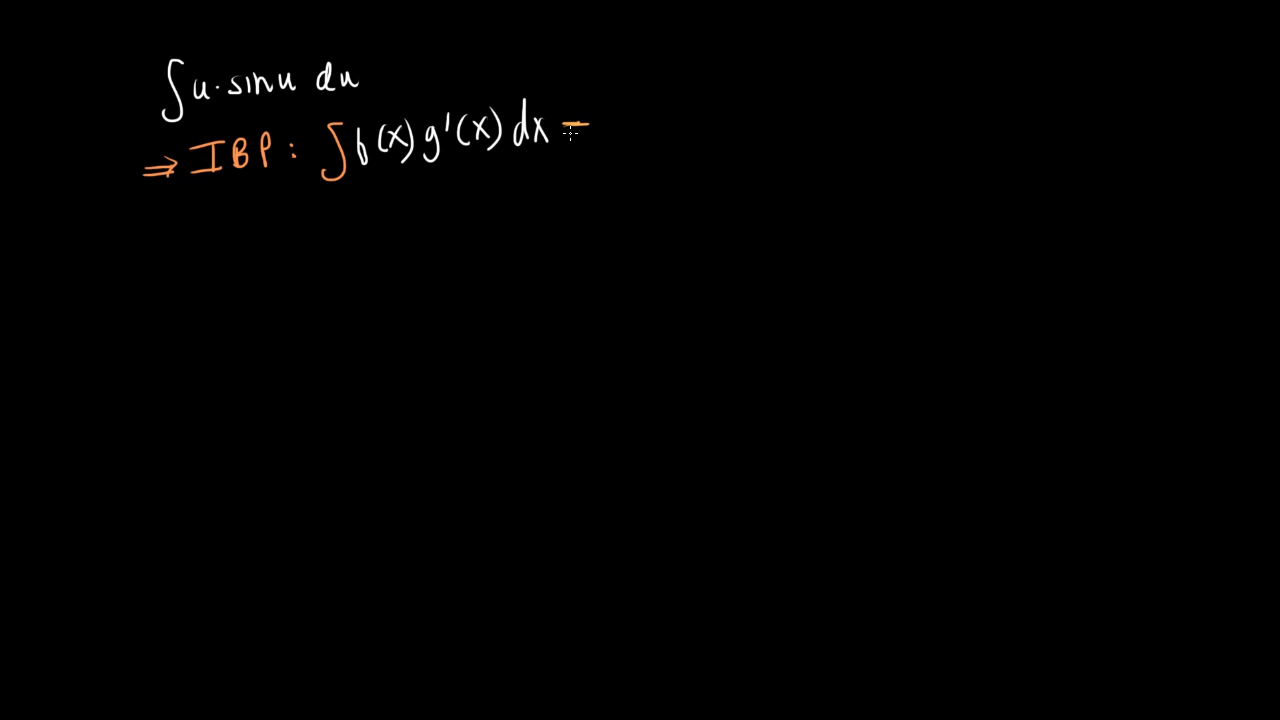 ∫u·sinu du
⇒ IBP: ∫f(x)g'(x) dx =